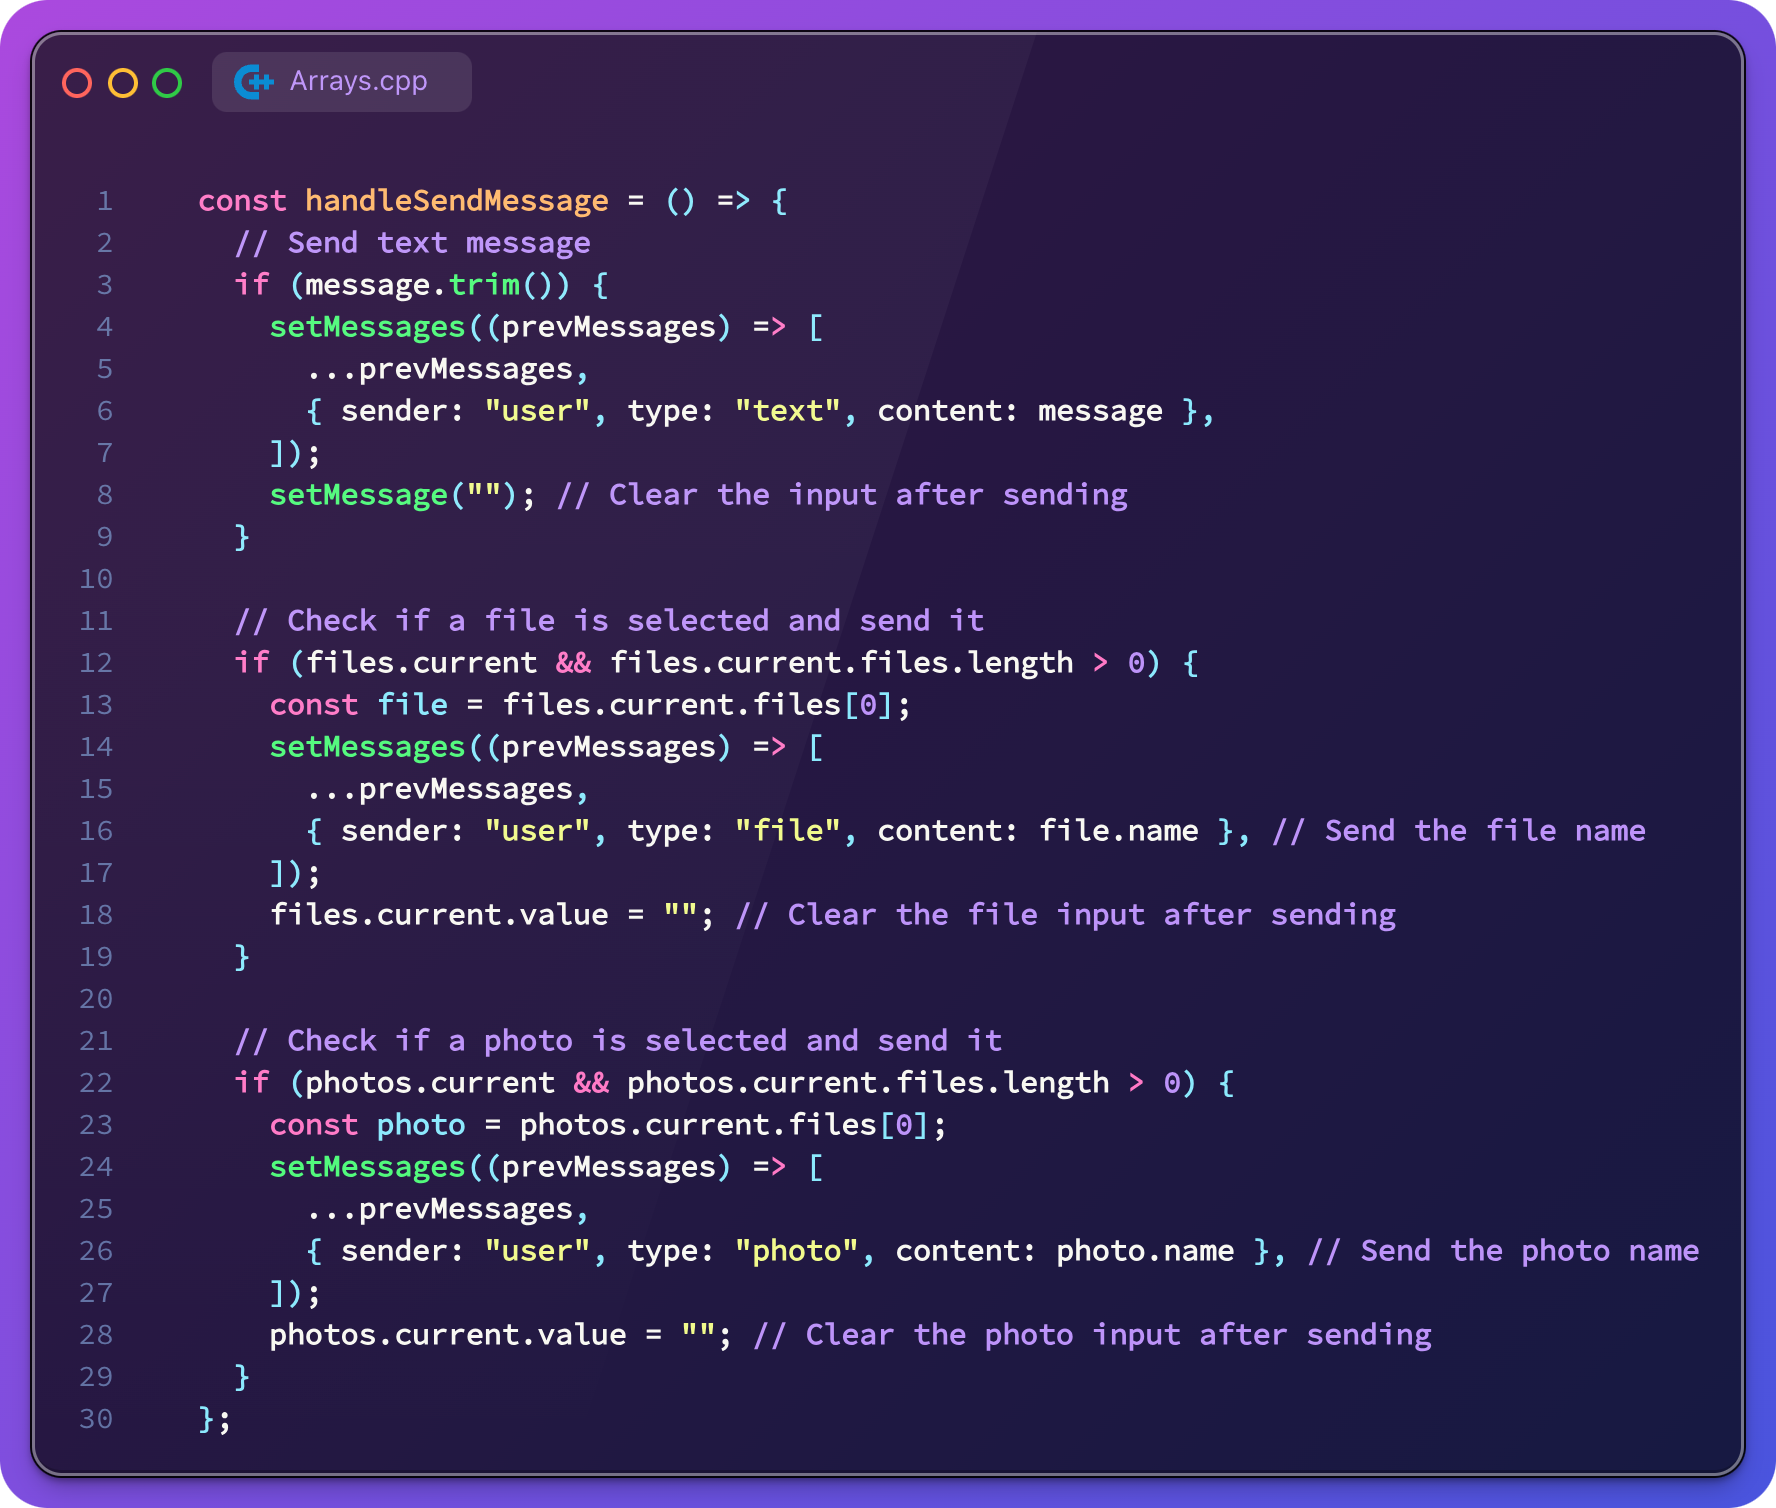 Arrays.cpp
1 const handleSendMessage = () => {
2 // Send text message
3 if (message.trim()) {
4 setMessages((prevMessages) => [
5 ...prevMessages,
6 { sender: "user", type: "text", content: message },
7 ]);
8 setMessage(""); // Clear the input after sending
9 }
10
11 // Check if a file is selected and send it
12 if (files.current && files.current.files.length > 0) {
13 const file = files.current.files[0];
14 setMessages((prevMessages) => [
15 ...prevMessages,
16 { sender: "user", type: "file", content: file.name }, // Send the file name
17 ]);
18 files.current.value = ""; // Clear the file input after sending
19 }
20
21 // Check if a photo is selected and send it
22 if (photos.current && photos.current.files.length > 0) {
23 const photo = photos.current.files[0];
24 setMessages((prevMessages) => [
25 ...prevMessages,
26 { sender: "user", type: "photo", content: photo.name }, // Send the photo name
27 ]);
28 photos.current.value = ""; // Clear the photo input after sending
29 }
30 };